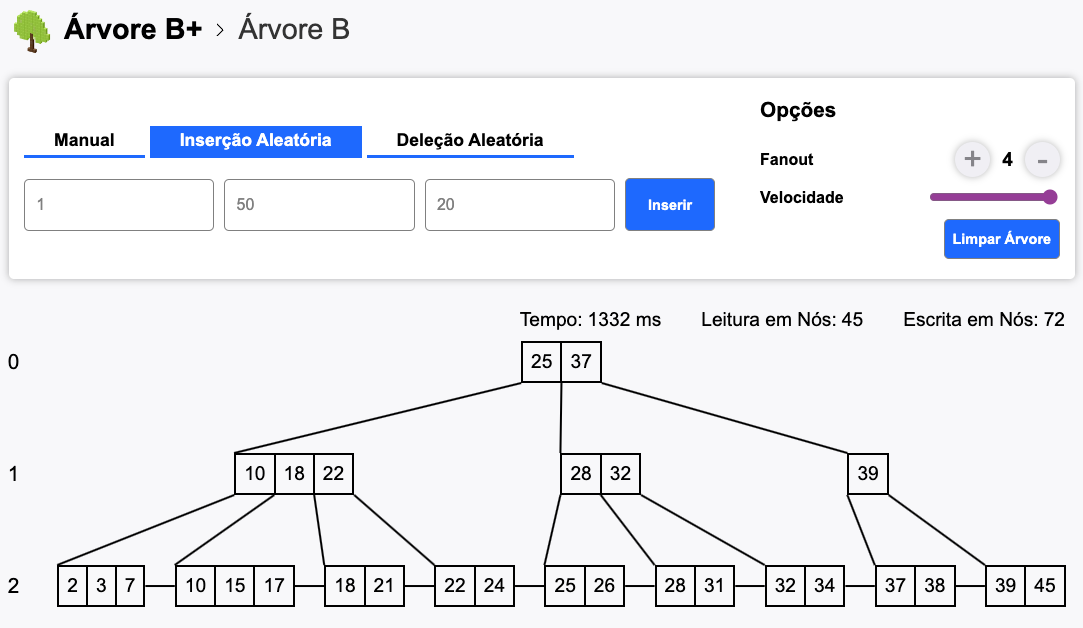 Árvore B+ › Árvore B
Opções
Manual Inserção Aleatória Deleção Aleatória
Fanout + 4 -
1 50 20 Inserir
Velocidade
Limpar Árvore
Tempo: 1332 ms Leitura em Nós: 45 Escrita em Nós: 72
0 25 37
1 10 18 22 28 32 39
2 2 3 7 10 15 17 18 21 22 24 25 26 28 31 32 34 37 38 39 45